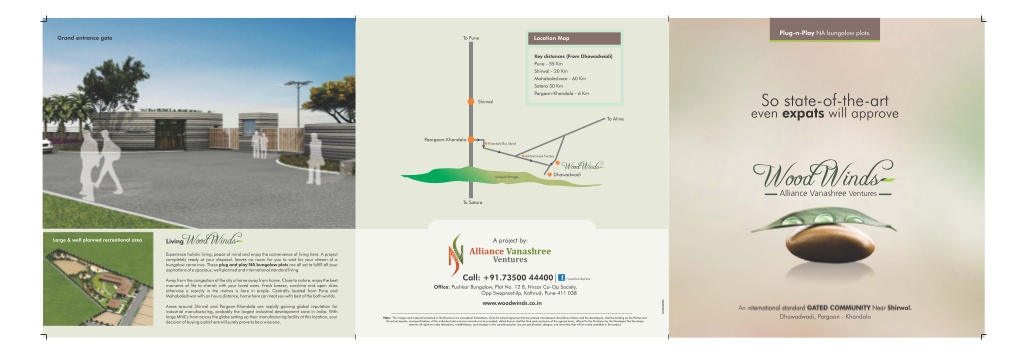 Grand entrance gate
Large & well planned recreational area
Living Wood Winds
Experience holistic living, peace of mind and enjoy the convenience of living here. A project
completely ready at your disposal, leaves no room for you to wait for your dream of a
bungalow come true. These plug and play NA bungalow plots are all set to fulfill all your
aspirations of a spacious, well planned and international standard living.
Away from the congestion of the city at home away from home. Close to nature, enjoy the best
moments of life to cherish with your loved ones. Fresh breeze, sunshine and open skies
otherwise a scarcity in the metros is here in simple. Centrally located from Pune and
Mahabaleshwar with an hours distance, home here can treat you with best of the both worlds.
Areas around Shirwal and Pargaon-Khandala are rapidly gaining global reputation for
industrial manufacturing, probably the largest industrial development zone in India. With
large MNCs from across the globe setting up their manufacturing facility at this location, your
decision of buying a plot here will surely prove to be a wise one.
To Pune
Shirwal
Paargaon-Khandala
Khandala Bus Stand
To Ahire
Wood Winds
Dhawadwadi
To Satara
Location Map
Key distances (From Dhawadwadi)
Pune - 55 Km
Shirwal - 20 Km
Mahabaleshwar - 60 Km
Satara 50 Km
Pargaon-Khandala - 6 Km
A project by:
Alliance Vanashree
Ventures
Call: +91.73500 44400
Office: Pushkar Bungalow, Plot No. 12 B, Nirzar Co-Op Society,
Opp Swapnashilp, Kothrud, Pune-411 038
www.woodwinds.co.in
Plug-n-Play NA bungalow plots
So state-of-the-art
even expats will approve
Wood Winds
Alliance Vanashree Ventures
An international standard GATED COMMUNITY Near Shirwal.
Dhawadwadi, Pargaon - Khandala